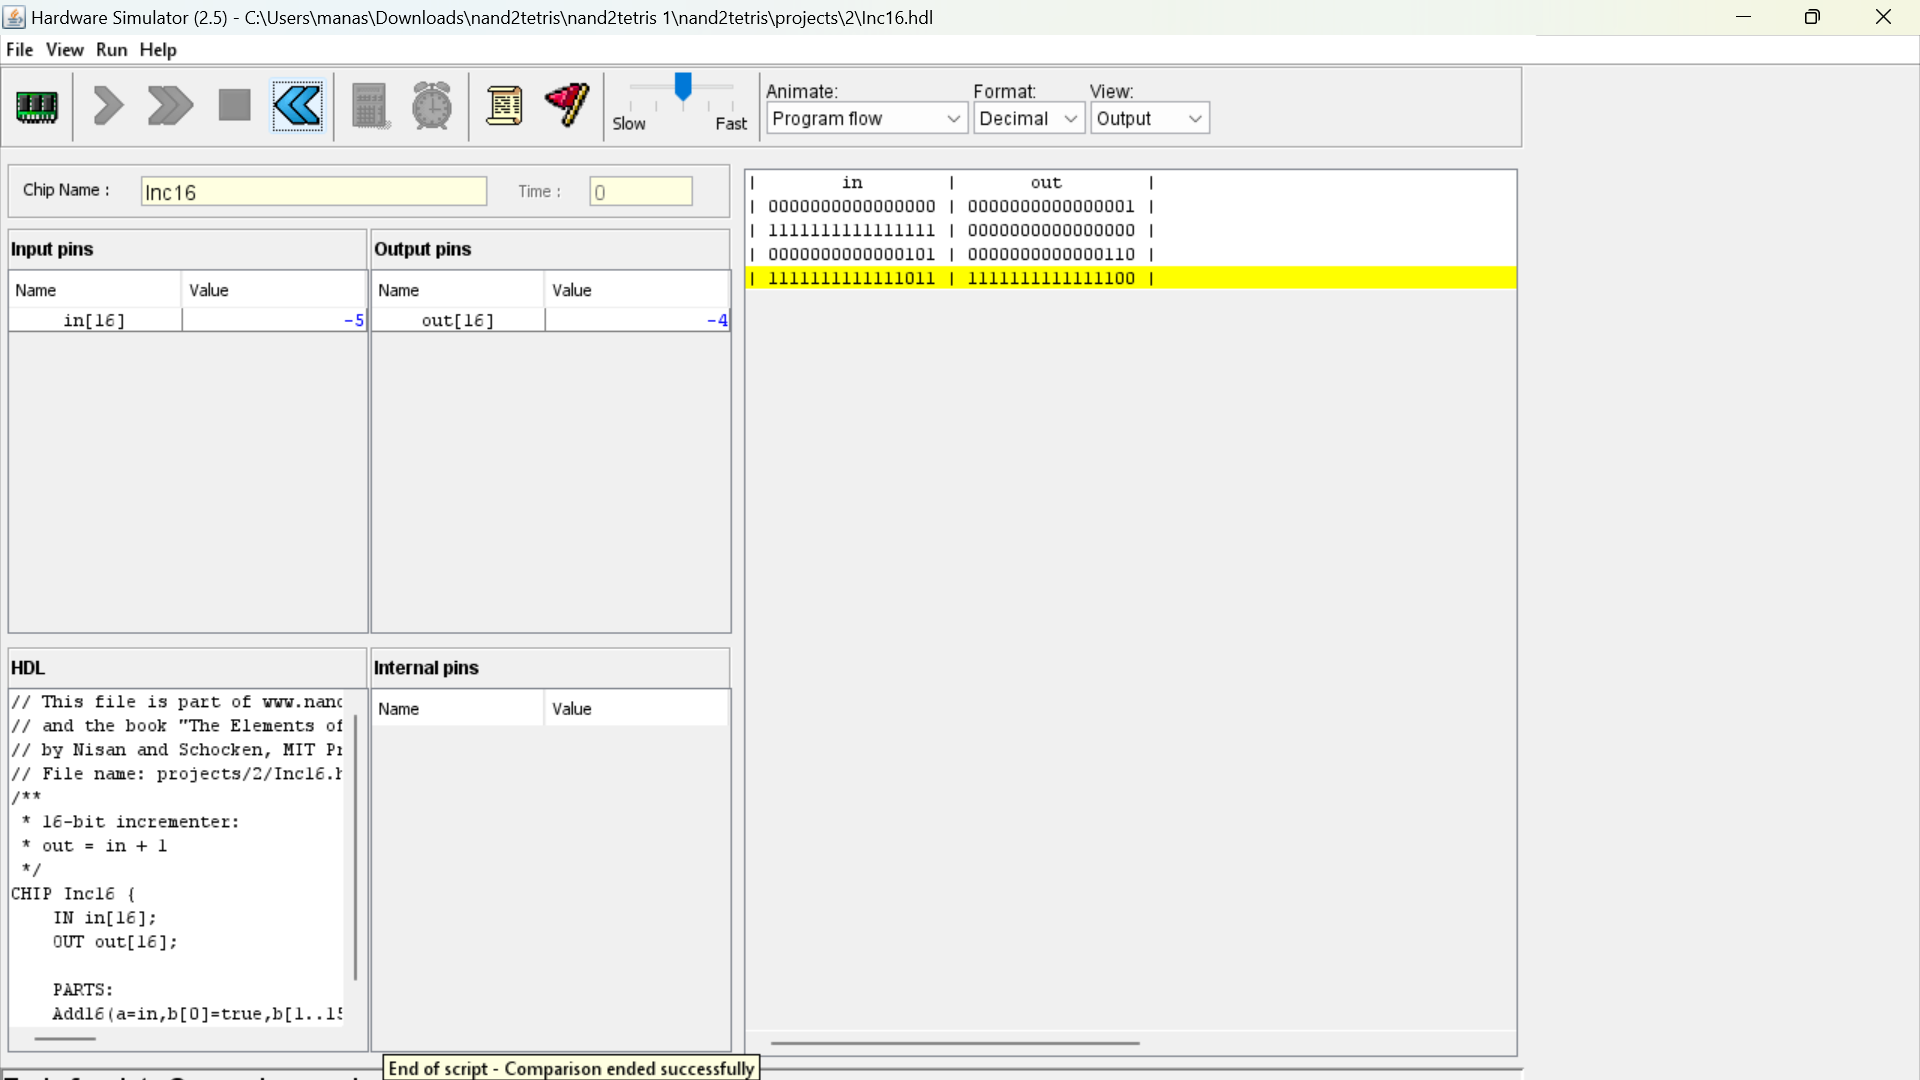 Hardware Simulator (2.5) - C:\Users\manas\Downloads\nand2tetris\nand2tetris 1\nand2tetris\projects\2\Inc16.hdl
File View Run Help
Slow Fast
Animate: Format: View:
Program flow Decimal Output
Chip Name : Inc16 Time : 0
Input pins
Name Value
in[16] -5
Output pins
Name Value
out[16] -4
HDL
// This file is part of www.nanc
// and the book "The Elements of
// by Nisan and Schocken, MIT Pr
// File name: projects/2/Inc16.h
/**
* 16-bit incrementer:
* out = in + 1
*/
CHIP Inc16 {
IN in[16];
OUT out[16];
PARTS:
Add16(a=in,b[0]=true,b[1..15
Internal pins
Name Value
| in | out |
| 0000000000000000 | 0000000000000001 |
| 1111111111111111 | 0000000000000000 |
| 0000000000000101 | 0000000000000110 |
| 1111111111111011 | 1111111111111100 |
End of script - Comparison ended successfully